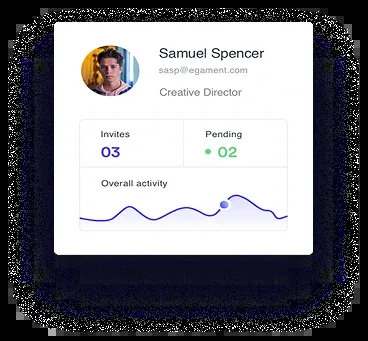 Samuel Spencer
sasp@egament.com
Creative Director
Invites
03
Pending
02
Overall activity